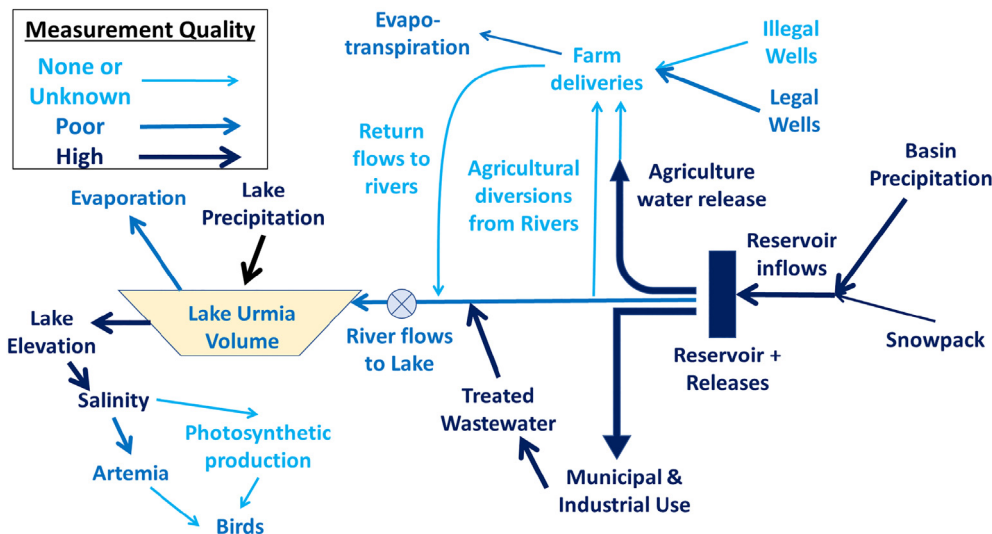 Measurement Quality
None or
Unknown
Poor
High
Evapo-
transpiration
Farm
deliveries
Illegal
Wells
Legal
Wells
Return
flows to
rivers
Agricultural
diversions
from Rivers
Agriculture
water release
Basin
Precipitation
Evaporation
Lake
Precipitation
Reservoir
inflows
Lake Urmia
Volume
Lake
Elevation
River flows
to Lake
Reservoir +
Releases
Snowpack
Salinity
Treated
Wastewater
Photosynthetic
production
Artemia
Municipal &
Industrial Use
Birds